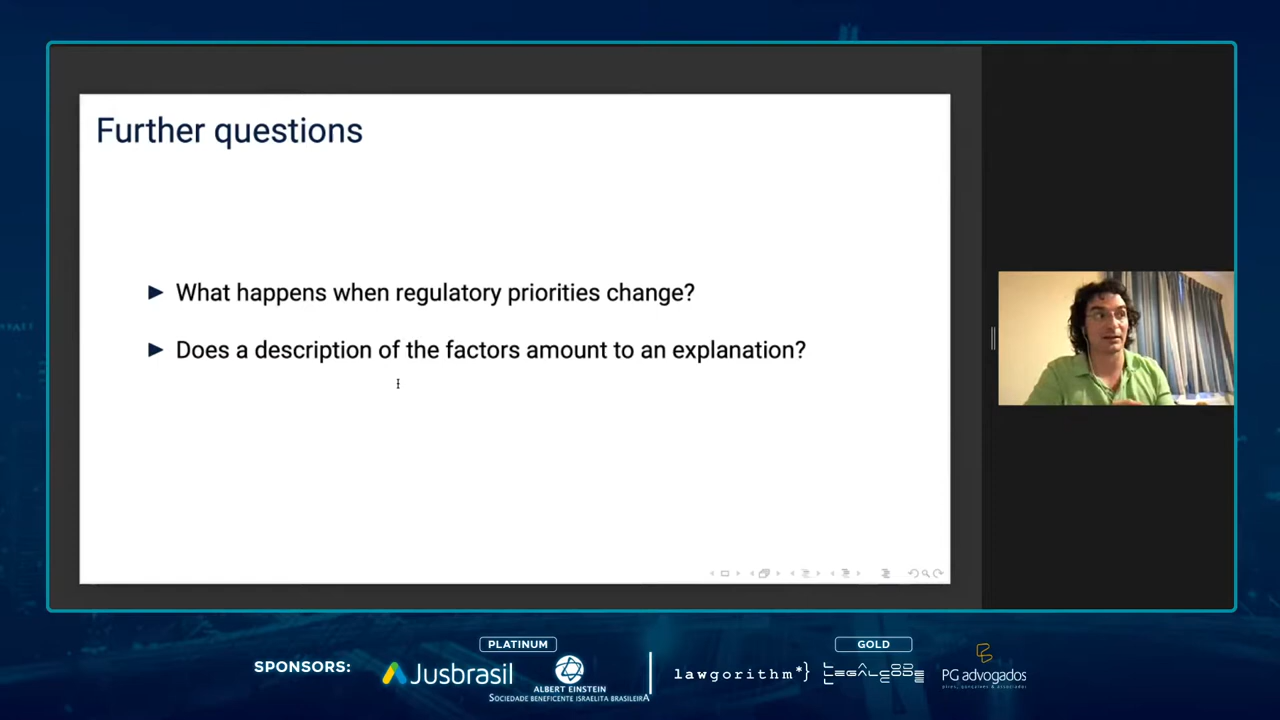 Further questions
What happens when regulatory priorities change?
Does a description of the factors amount to an explanation?
PLATINUM
GOLD
SPONSORS:
Jusbrasil
ALBERT EINSTEIN
SOCIEDADE BENEFICENTE ISRAELITA BRASILEIRA
lawgorithm*}
LEGALCODE
PG advogados